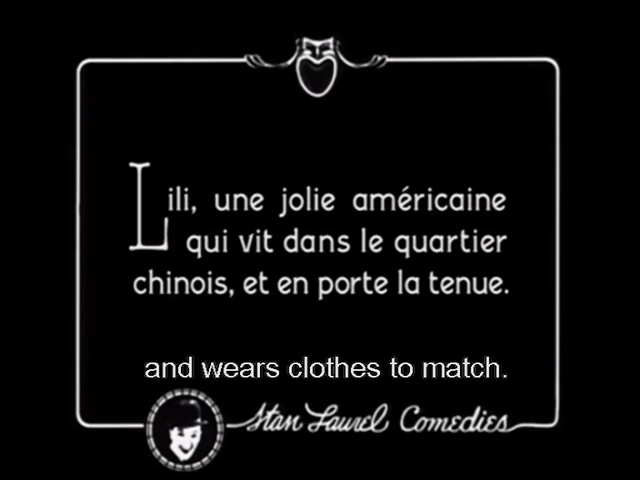 Lili, une jolie américaine
qui vit dans le quartier
chinois, et en porte la tenue.
and wears clothes to match.
Stan Laurel Comedies